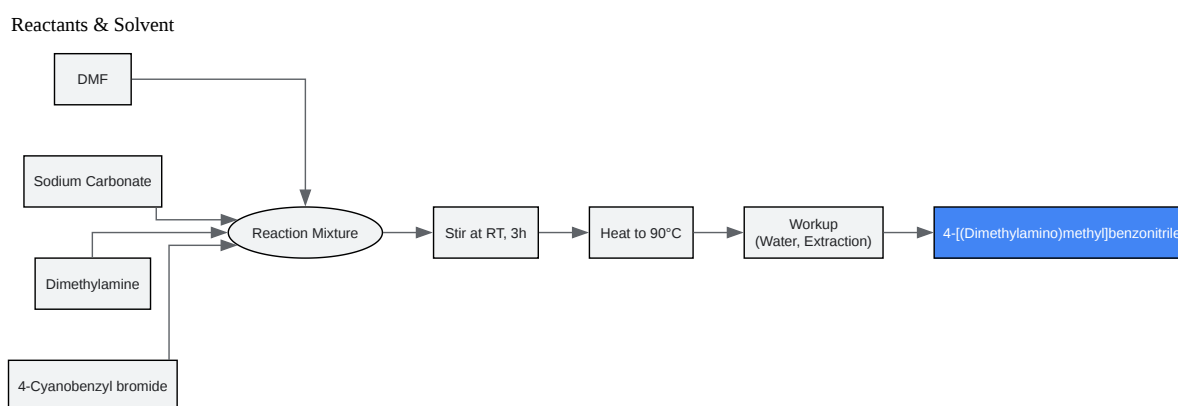 Reactants & Solvent
DMF
Sodium Carbonate
Dimethylamine
4-Cyanobenzyl bromide
Reaction Mixture
Stir at RT, 3h
Heat to 90°C
Workup
(Water, Extraction)
4-[(Dimethylamino)methyl]benzonitrile